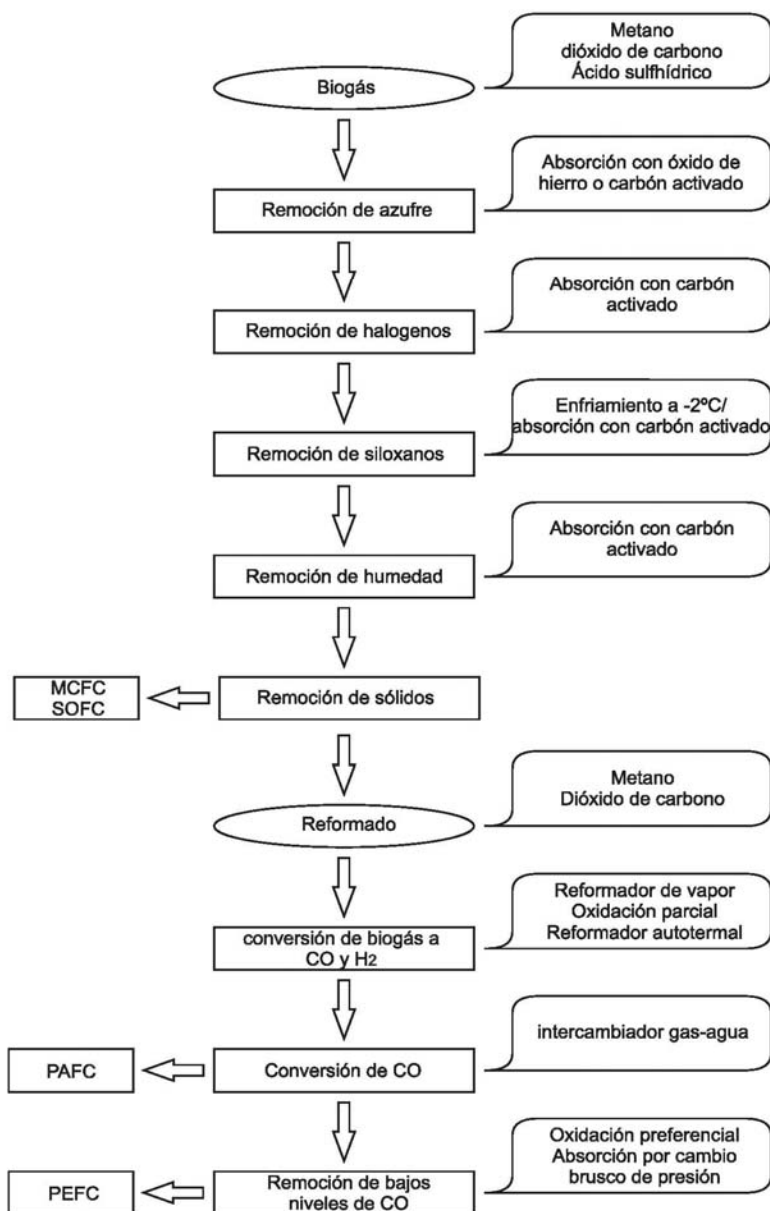 Metano
dióxido de carbono
Ácido sulfhídrico
Biogás
Absorción con óxido de
hierro o carbón activado
Remoción de azufre
Absorción con carbón
activado
Remoción de halogenos
Enfriamiento a -2ºC/
absorción con carbón activado
Remoción de siloxanos
Absorción con carbón
activado
Remoción de humedad
MCFC
SOFC
Remoción de sólidos
Metano
Dióxido de carbono
Reformado
Reformador de vapor
Oxidación parcial
Reformador autotermal
conversión de biogás a
CO y H2
intercambiador gas-agua
PAFC
Conversión de CO
Oxidación preferencial
Absorción por cambio
brusco de presión
PEFC
Remoción de bajos
niveles de CO